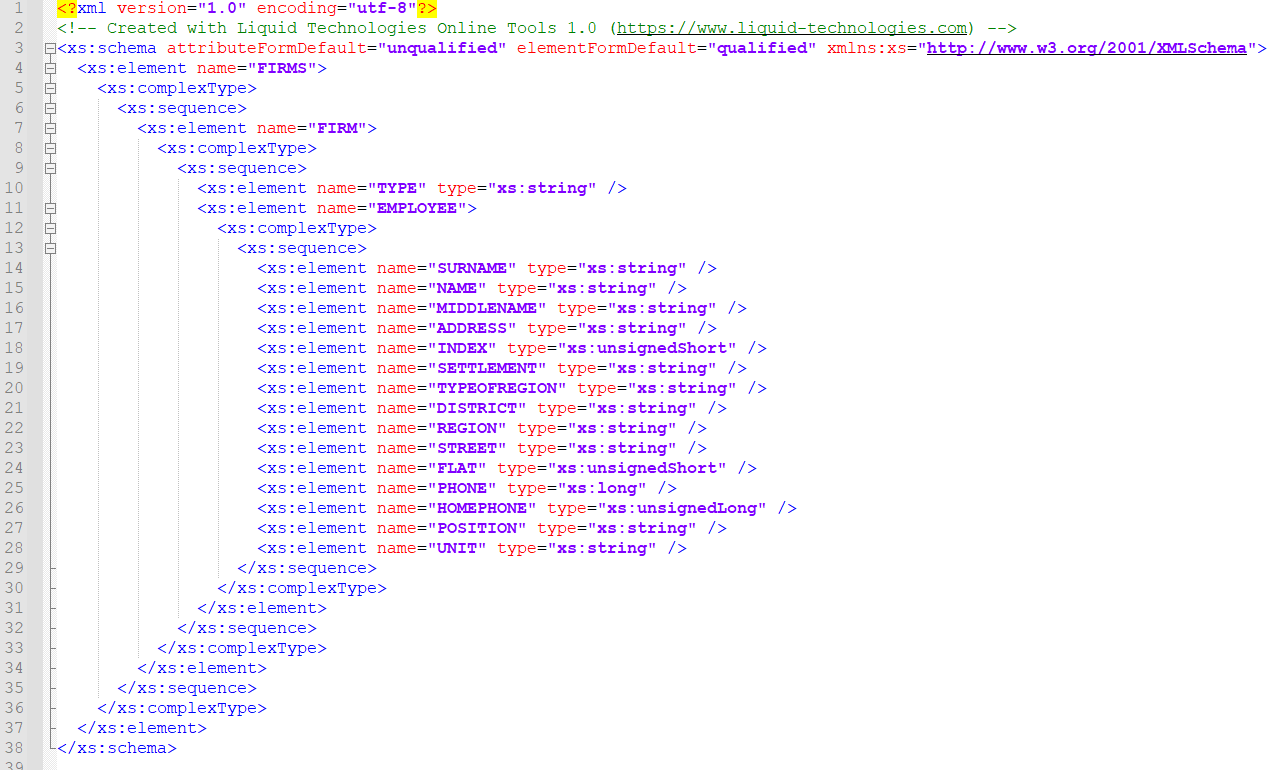 1 <?xml version="1.0" encoding="utf-8"?>
2 <!-- Created with Liquid Technologies Online Tools 1.0 (https://www.liquid-technologies.com) -->
3 <xs:schema attributeFormDefault="unqualified" elementFormDefault="qualified" xmlns:xs="http://www.w3.org/2001/XMLSchema">
4 <xs:element name="FIRMS">
5 <xs:complexType>
6 <xs:sequence>
7 <xs:element name="FIRM">
8 <xs:complexType>
9 <xs:sequence>
10 <xs:element name="TYPE" type="xs:string" />
11 <xs:element name="EMPLOYEE">
12 <xs:complexType>
13 <xs:sequence>
14 <xs:element name="SURNAME" type="xs:string" />
15 <xs:element name="NAME" type="xs:string" />
16 <xs:element name="MIDDLENAME" type="xs:string" />
17 <xs:element name="ADDRESS" type="xs:string" />
18 <xs:element name="INDEX" type="xs:unsignedShort" />
19 <xs:element name="SETTLEMENT" type="xs:string" />
20 <xs:element name="TYPEOFREGION" type="xs:string" />
21 <xs:element name="DISTRICT" type="xs:string" />
22 <xs:element name="REGION" type="xs:string" />
23 <xs:element name="STREET" type="xs:string" />
24 <xs:element name="FLAT" type="xs:unsignedShort" />
25 <xs:element name="PHONE" type="xs:long" />
26 <xs:element name="HOMEPHONE" type="xs:unsignedLong" />
27 <xs:element name="POSITION" type="xs:string" />
28 <xs:element name="UNIT" type="xs:string" />
29 </xs:sequence>
30 </xs:complexType>
31 </xs:element>
32 </xs:sequence>
33 </xs:complexType>
34 </xs:element>
35 </xs:sequence>
36 </xs:complexType>
37 </xs:element>
38 </xs:schema>
39